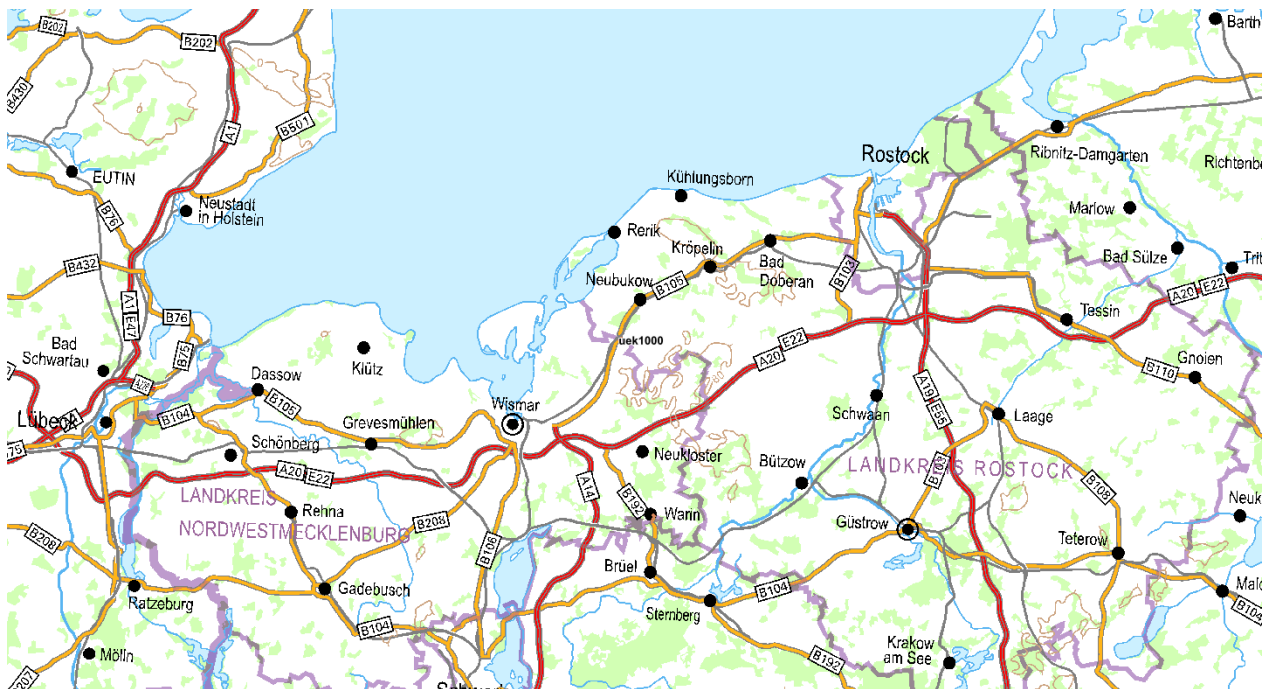 B202
B202
Barth
B430
A1
B501
Ribnitz-Damgarten
Rostock
EUTIN
Richtenbe
Kühlungsborn
Neustadt
in Holstein
B76
Marlow
Rerik
Kröpelin
Bad
Doberan
Bad Sülze
Trib
B432
B103
Neubukow
B105
A20 E22
A1 E47
B76
Tessin
uek1000
Bad
Schwartau
B75
Klütz
A20 E22
Gnoien
B110
A226
Dassow
B105
Wismar
A19 E55
Lübeck
B104
Grevesmühlen
Schwaan
Laage
B75
Schönberg
Neukloster
Bützow
LANDKREIS ROSTOCK
A20 E22
A14
B103
B108
LANDKREIS
NORDWESTMECKLENBURG
Rehna
B208
B192
Warin
Neuk
Güstrow
B208
B106
Teterow
Brüel
Ratzeburg
Gadebusch
B104
Malc
Sternberg
B104
B104
Krakow
am See
Mölln
B207
B192